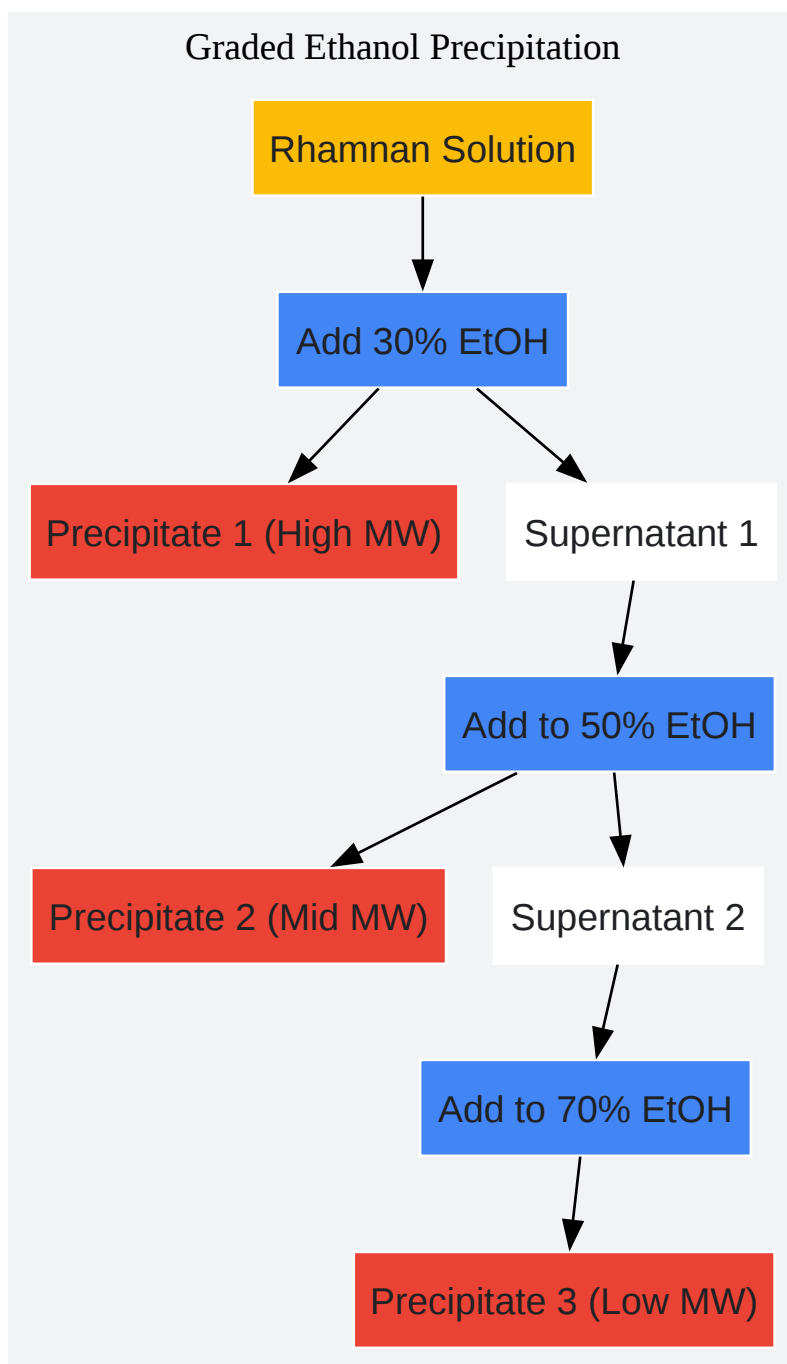 Graded Ethanol Precipitation
Rhamnan Solution
Add 30% EtOH
Precipitate 1 (High MW)
Supernatant 1
Add to 50% EtOH
Precipitate 2 (Mid MW)
Supernatant 2
Add to 70% EtOH
Precipitate 3 (Low MW)